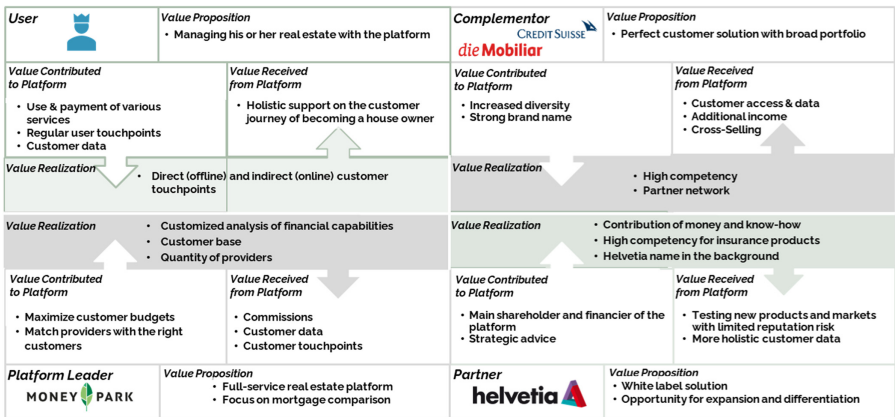 User
Value Proposition
• Managing his or her real estate with the platform
Value Contributed
to Platform
• Use & payment of various
services
• Regular user touchpoints
• Customer data
Value Received
from Platform
• Holistic support on the customer
journey of becoming a house owner
Value Realization
• Direct (offline) and indirect (online) customer
touchpoints
Complementor
CREDIT SUISSE
die Mobiliar
Value Proposition
• Perfect customer solution with broad portfolio
Value Contributed
to Platform
• Increased diversity
• Strong brand name
Value Received
from Platform
• Customer access & data
• Additional income
• Cross-Selling
Value Realization
• High competency
• Partner network
Value Realization
• Customized analysis of financial capabilities
• Customer base
• Quantity of providers
Value Contributed
to Platform
• Maximize customer budgets
• Match providers with the right
customers
Value Received
from Platform
• Commissions
• Customer data
• Customer touchpoints
Platform Leader
MONEY PARK
Value Proposition
• Full-service real estate platform
• Focus on mortgage comparison
Value Realization
• Contribution of money and know-how
• High competency for insurance products
• Helvetia name in the background
Value Contributed
to Platform
• Main shareholder and financier of the
platform
• Strategic advice
Value Received
from Platform
• Testing new products and markets
with limited reputation risk
• More holistic customer data
Partner
helvetia
Value Proposition
• White label solution
• Opportunity for expansion and differentiation